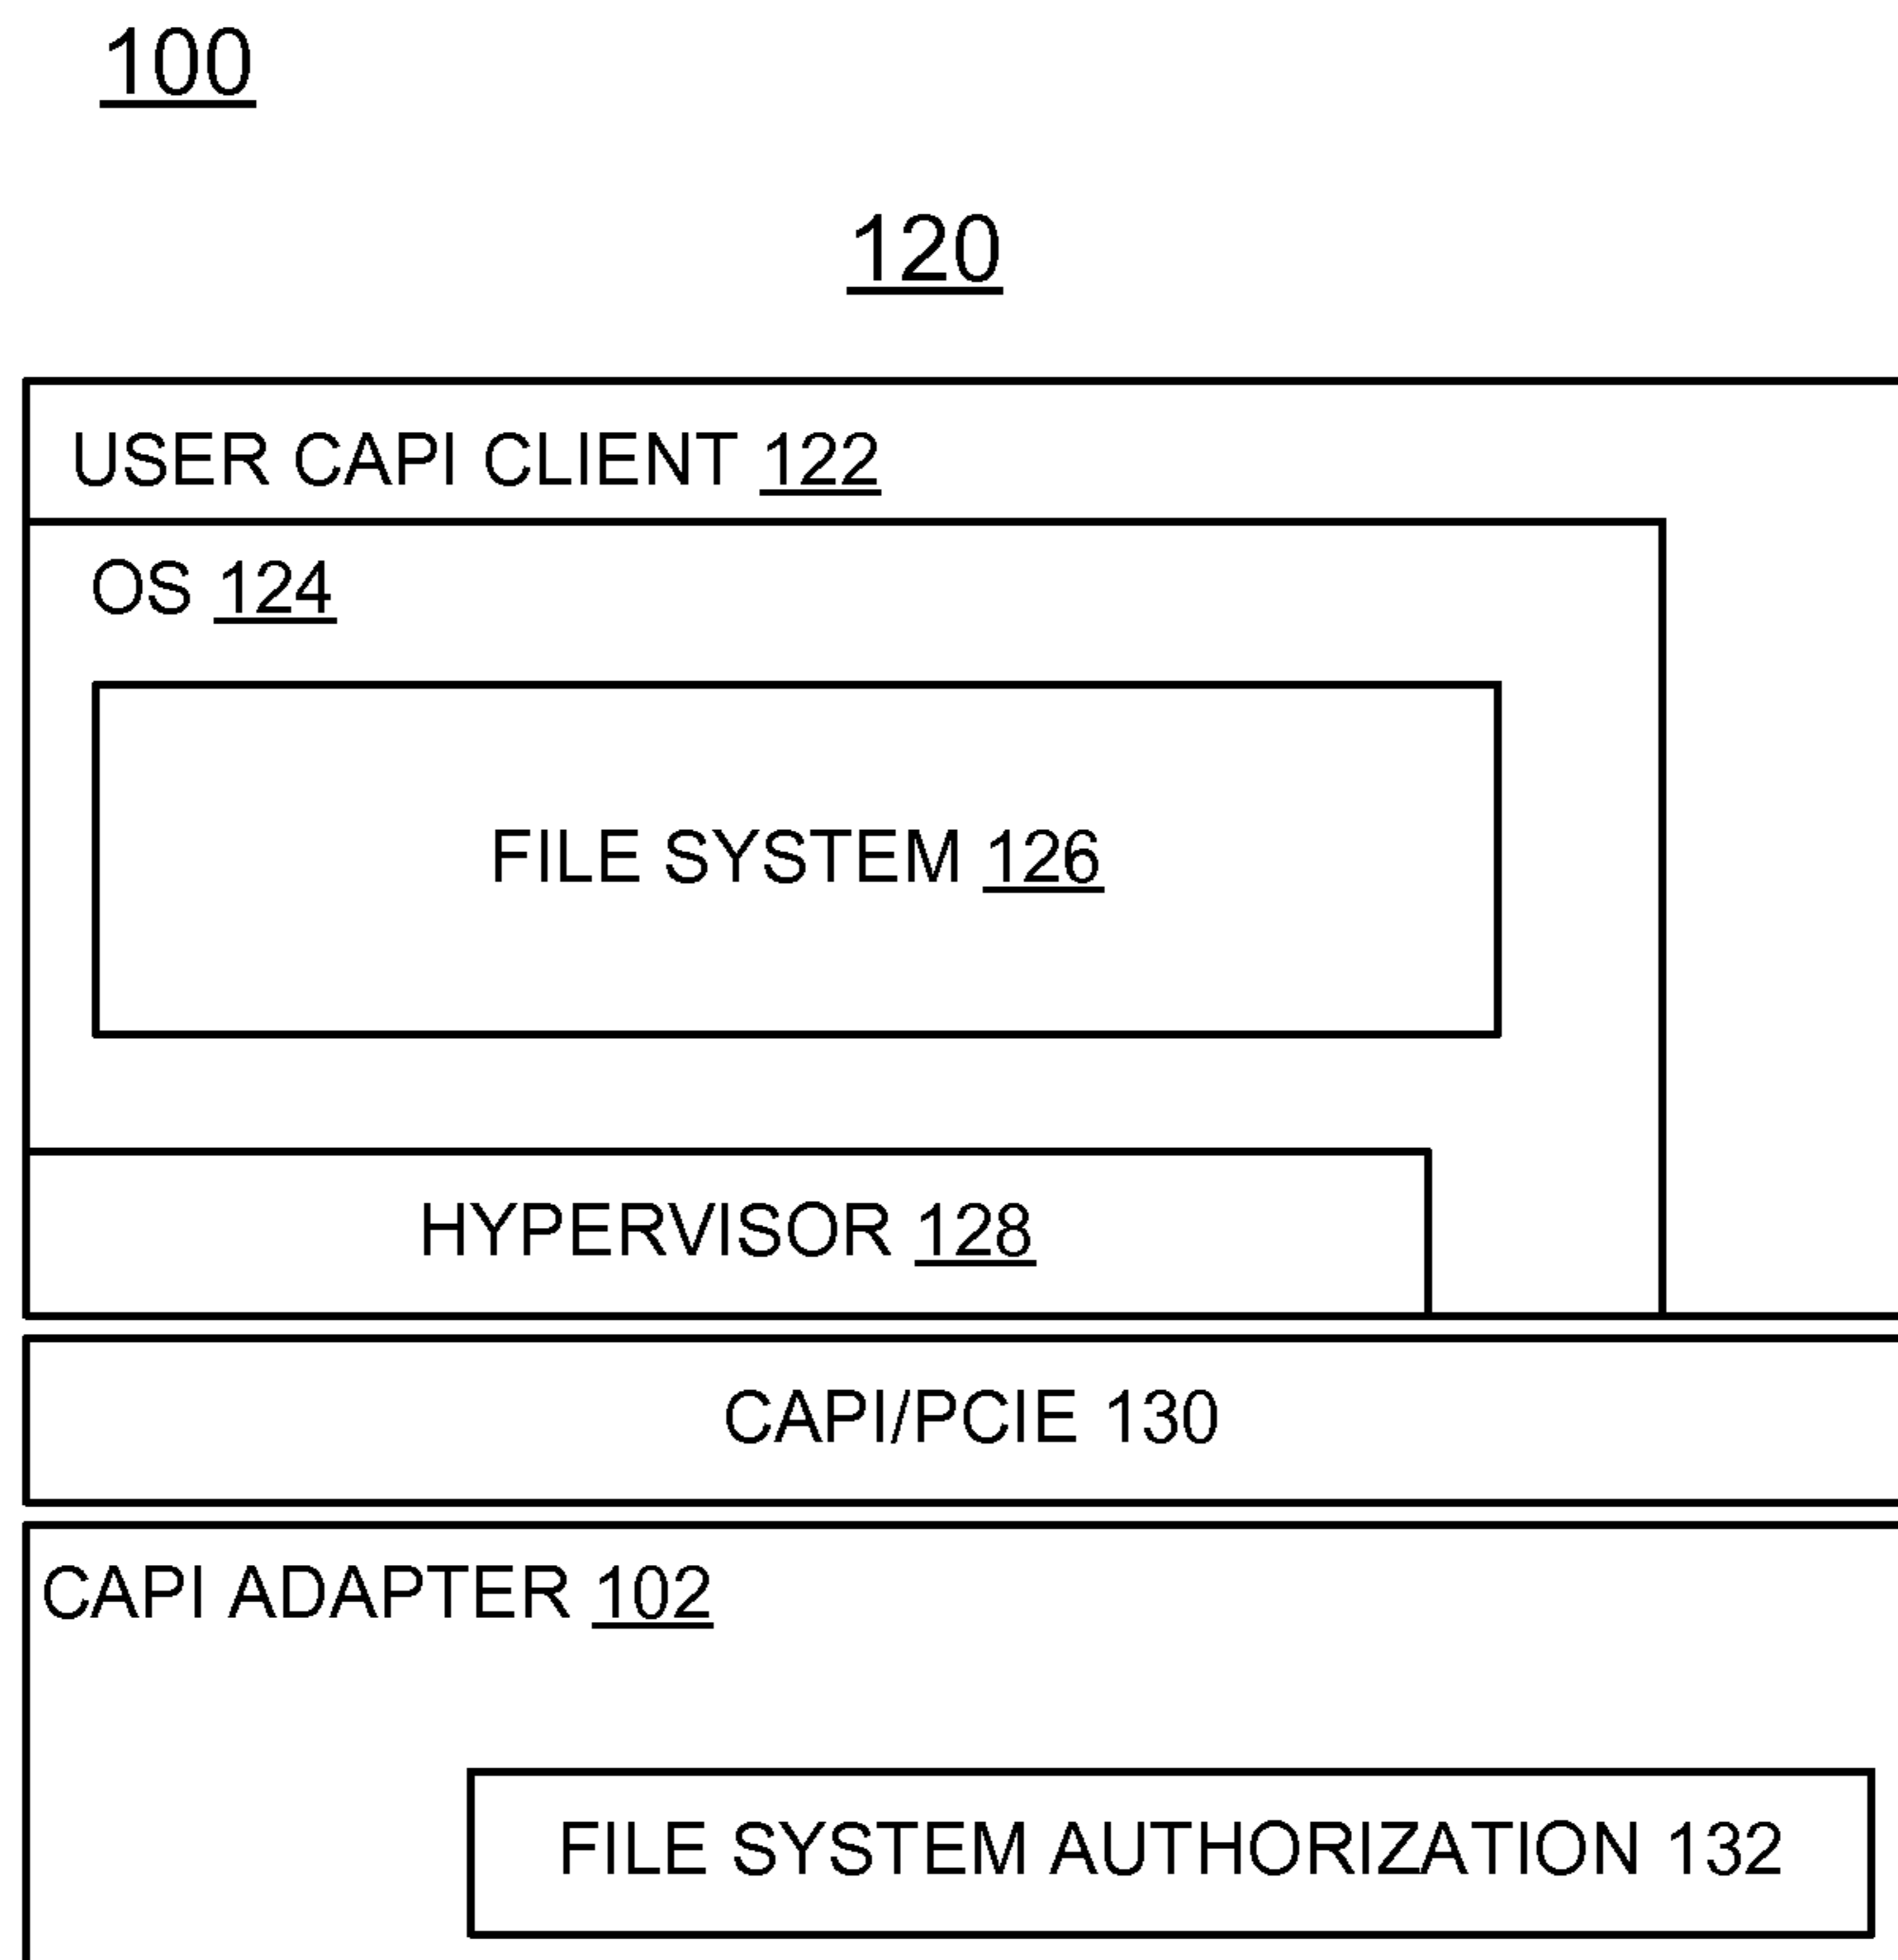 100
120
USER CAPI CLIENT 122
OS 124
FILE SYSTEM 126
HYPERVISOR 128
CAPI/PCIE 130
CAPI ADAPTER 102
FILE SYSTEM AUTHORIZATION 132